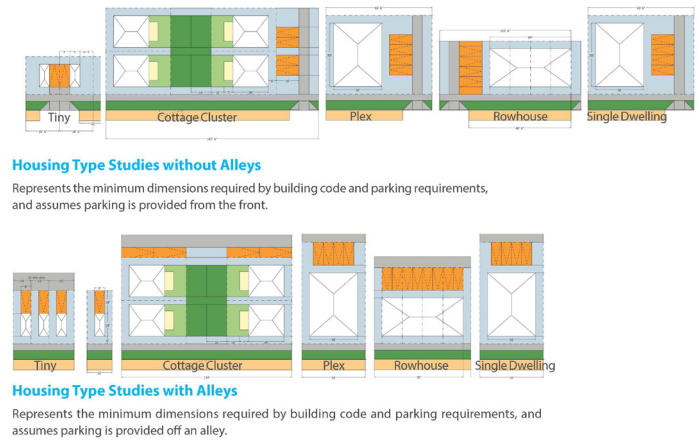 Tiny
Cottage Cluster
Plex
Rowhouse
Single Dwelling
Housing Type Studies without Alleys
Represents the minimum dimensions required by building code and parking requirements,
and assumes parking is provided from the front.
Tiny
Cottage Cluster
Plex
Rowhouse
Single Dwelling
Housing Type Studies with Alleys
Represents the minimum dimensions required by building code and parking requirements, and
assumes parking is provided off an alley.